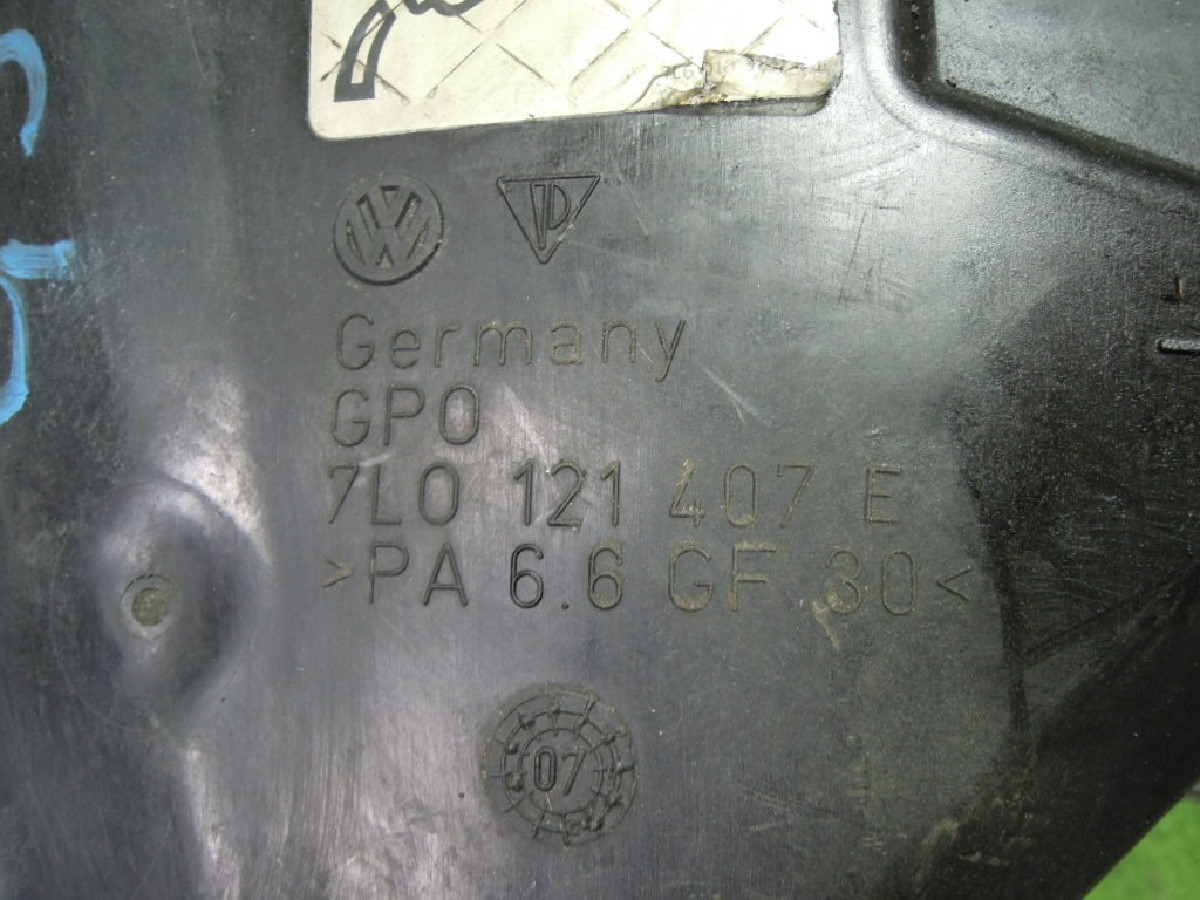 Germany
GPO
7L0 121 407 E
>PA 6.6 GF 30<
07